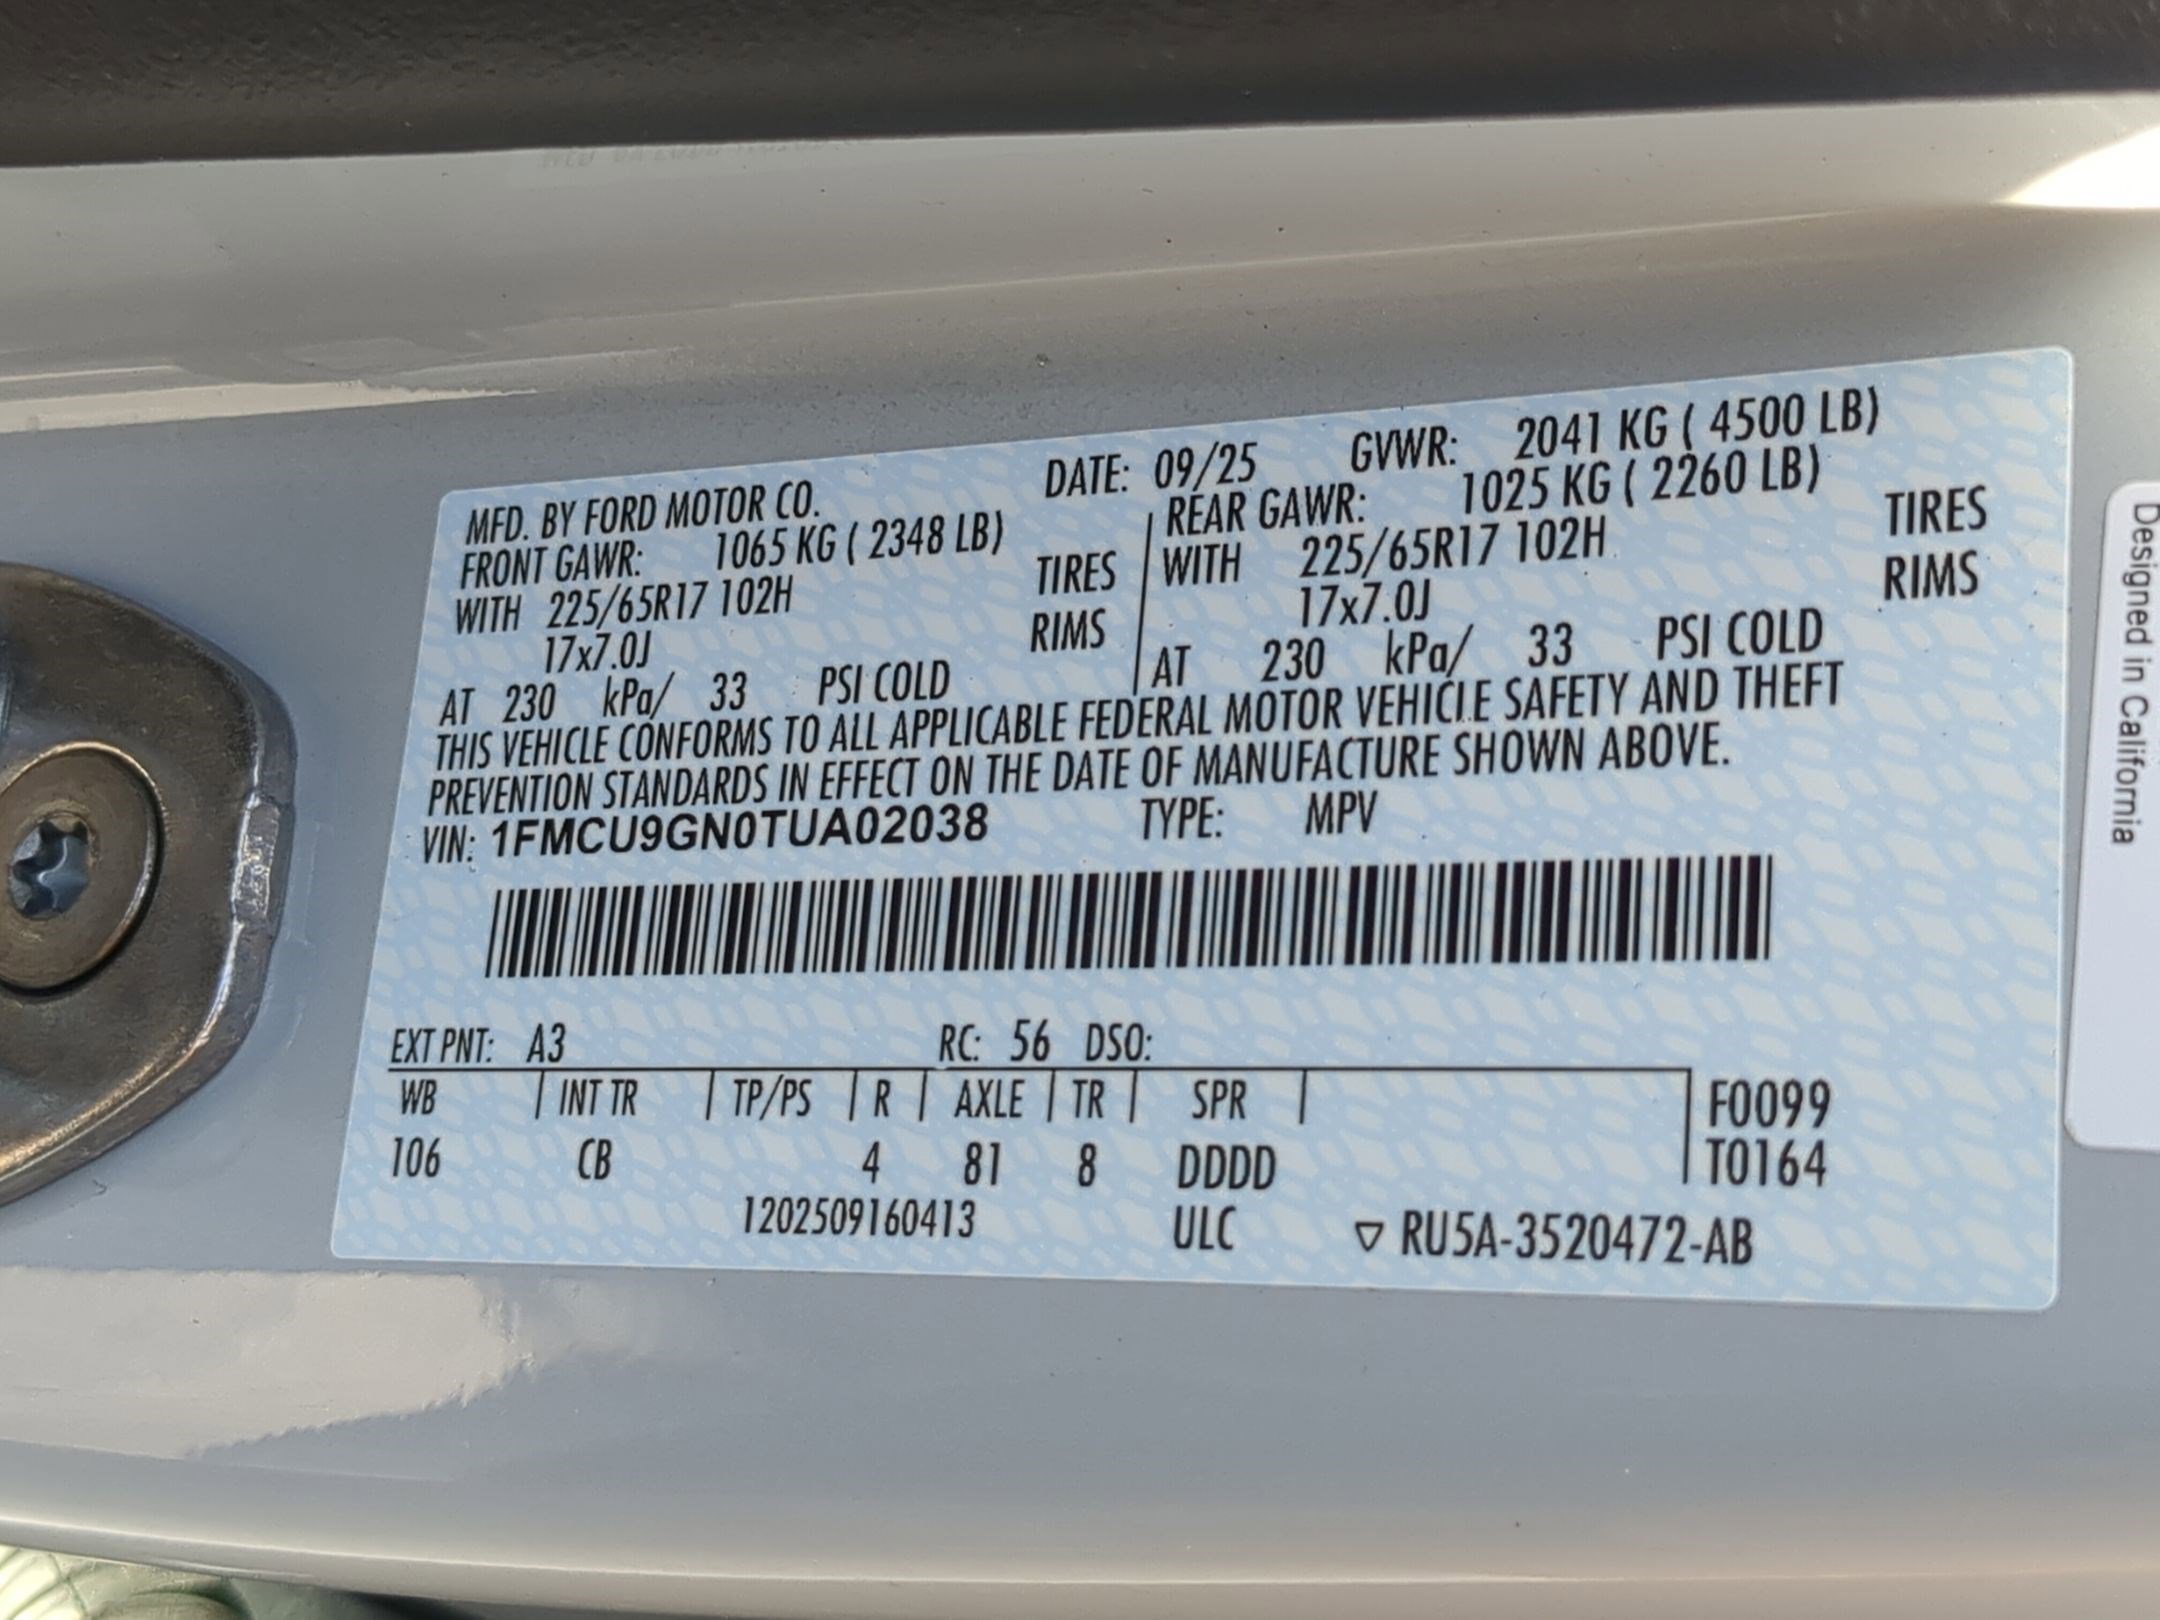 MFD. BY FORD MOTOR CO. DATE: 09/25 GVWR: 2041 KG ( 4500 LB)
FRONT GAWR: 1065 KG ( 2348 LB) REAR GAWR: 1025 KG ( 2260 LB)
WITH 225/65R17 102H TIRES WITH 225/65R17 102H TIRES
17x7.0J RIMS 17x7.0J RIMS
AT 230 kPa/ 33 PSI COLD AT 230 kPa/ 33 PSI COLD
THIS VEHICLE CONFORMS TO ALL APPLICABLE FEDERAL MOTOR VEHICLE SAFETY AND THEFT
PREVENTION STANDARDS IN EFFECT ON THE DATE OF MANUFACTURE SHOWN ABOVE.
VIN: 1FMCU9GN0TUA02038 TYPE: MPV
EXT PNT: A3 RC: 56 DSO:
WB INT TR TP/PS R AXLE TR SPR F0099
106 CB 4 81 8 DDDD T0164
1202509160413 ULC ▽ RU5A-3520472-AB
Designed in California